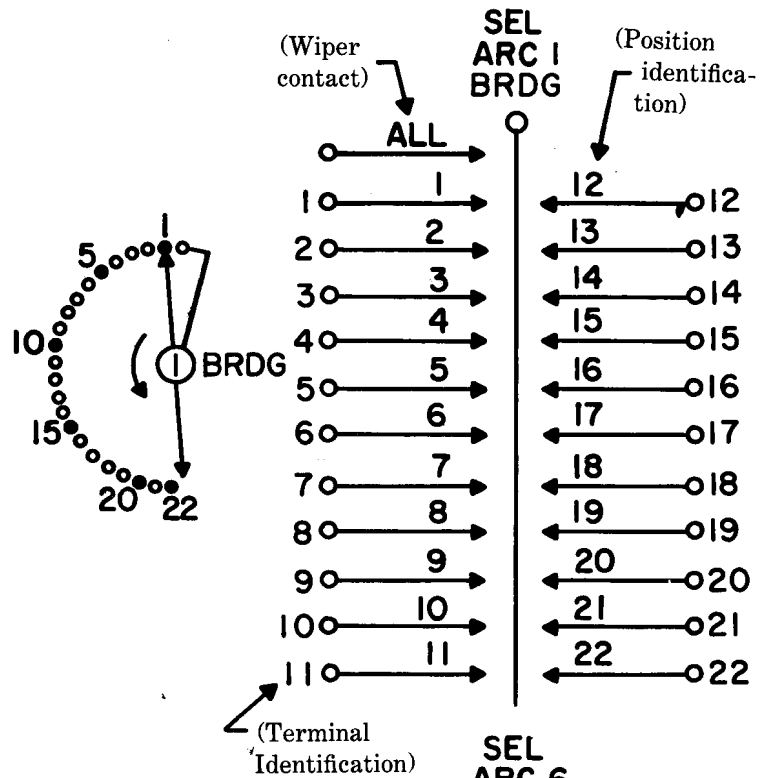 SEL
ARC 1
BRDG
(Wiper
contact)
(Position
identifica-
tion)
ALL
1 1 12 12
2 2 13 13
3 3 14 14
4 4 15 15
5 5 16 16
6 6 17 17
7 7 18 18
8 8 19 19
9 9 20 20
10 10 21 21
11 11 22 22
1
5
10
15
20 22
1 BRDG
(Terminal
Identification)
SEL
ARC 6